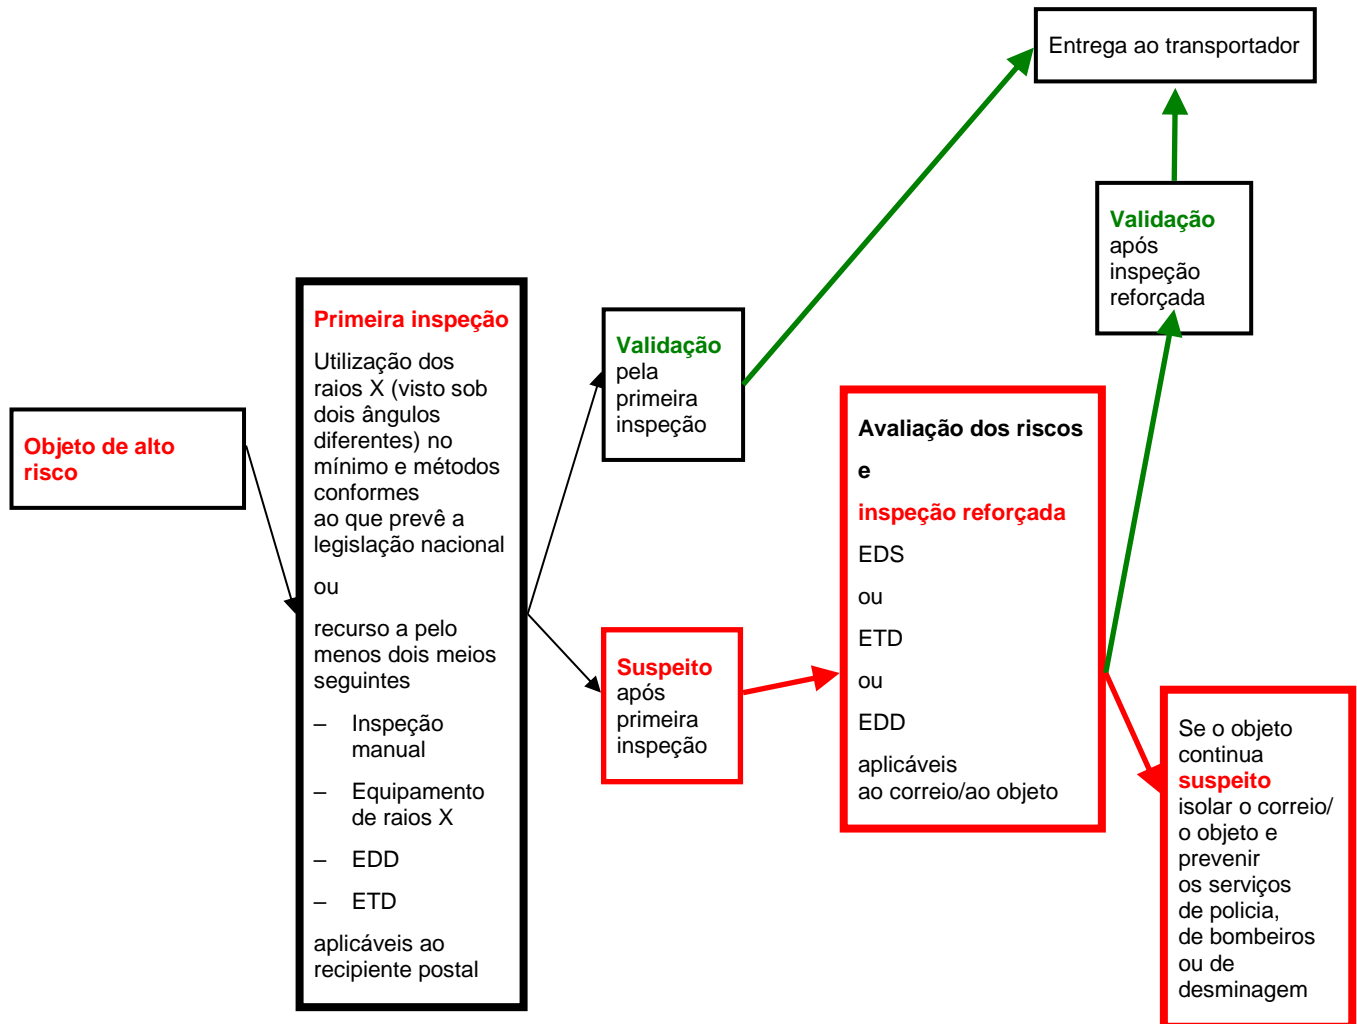 Entrega ao transportador
Validação
após
inspeção
reforçada
Primeira inspeção
Utilização dos
raios X (visto sob
dois ângulos
diferentes) no
mínimo e métodos
conformes
ao que prevê a
legislação nacional
ou
recurso a pelo
menos dois meios
seguintes
– Inspeção
manual
– Equipamento
de raios X
– EDD
– ETD
aplicáveis ao
recipiente postal
Validação
pela
primeira
inspeção
Objeto de alto
risco
Avaliação dos riscos
e
inspeção reforçada
EDS
ou
ETD
ou
EDD
aplicáveis
ao correio/ao objeto
Suspeito
após
primeira
inspeção
Se o objeto
continua
suspeito
isolar o correio/
o objeto e
prevenir
os serviços
de policia,
de bombeiros
ou de
desminagem